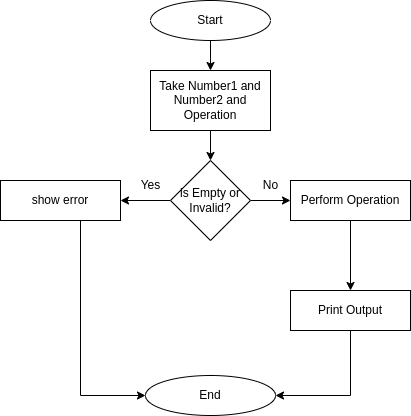 Start
Take Number1 and
Number2 and
Operation
Yes
Is Empty or
Invalid?
No
show error
Perform Operation
Print Output
End